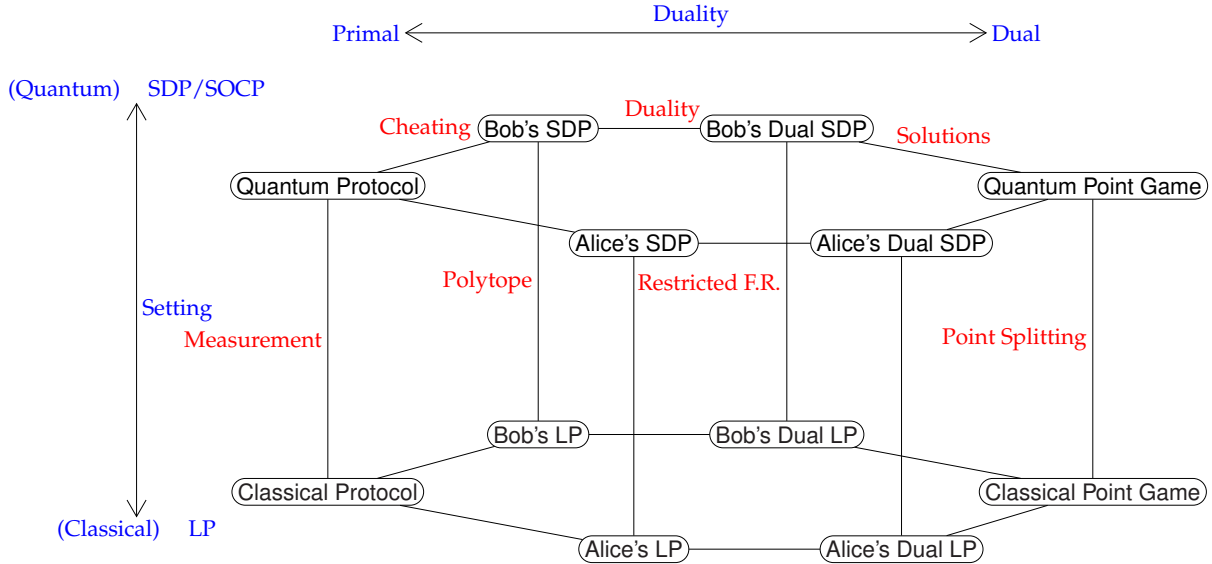 Duality
Primal
Dual
(Quantum) SDP/SOCP
Duality
Cheating
Bob's SDP
Bob's Dual SDP
Solutions
Quantum Protocol
Quantum Point Game
Alice's SDP
Alice's Dual SDP
Polytope
Restricted F.R.
Setting
Measurement
Point Splitting
Bob's LP
Bob's Dual LP
Classical Protocol
Classical Point Game
(Classical) LP
Alice's LP
Alice's Dual LP